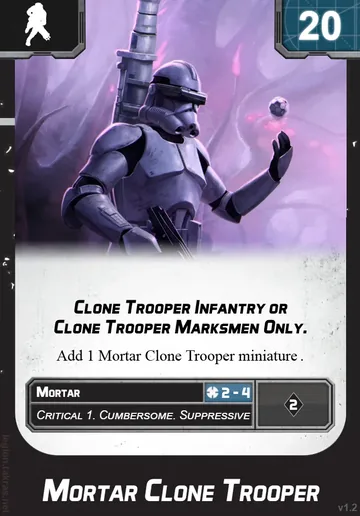 20
Clone Trooper Infantry or
Clone Trooper Marksmen Only.
Add 1 Mortar Clone Trooper miniature .
Mortar 2 - 4
Critical 1. Cumbersome. Suppressive 2
Mortar Clone Trooper
v1.2